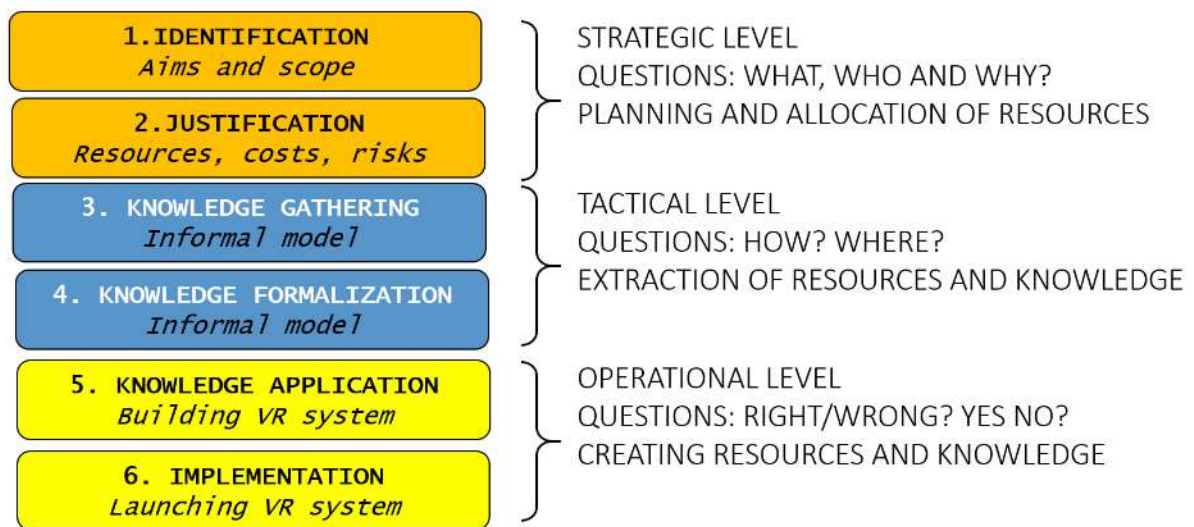 1.IDENTIFICATION
Aims and scope
2.JUSTIFICATION
Resources, costs, risks
STRATEGIC LEVEL
QUESTIONS: WHAT, WHO AND WHY?
PLANNING AND ALLOCATION OF RESOURCES
3. KNOWLEDGE GATHERING
Informal model
4. KNOWLEDGE FORMALIZATION
Informal model
TACTICAL LEVEL
QUESTIONS: HOW? WHERE?
EXTRACTION OF RESOURCES AND KNOWLEDGE
5. KNOWLEDGE APPLICATION
Building VR system
6. IMPLEMENTATION
Launching VR system
OPERATIONAL LEVEL
QUESTIONS: RIGHT/WRONG? YES NO?
CREATING RESOURCES AND KNOWLEDGE